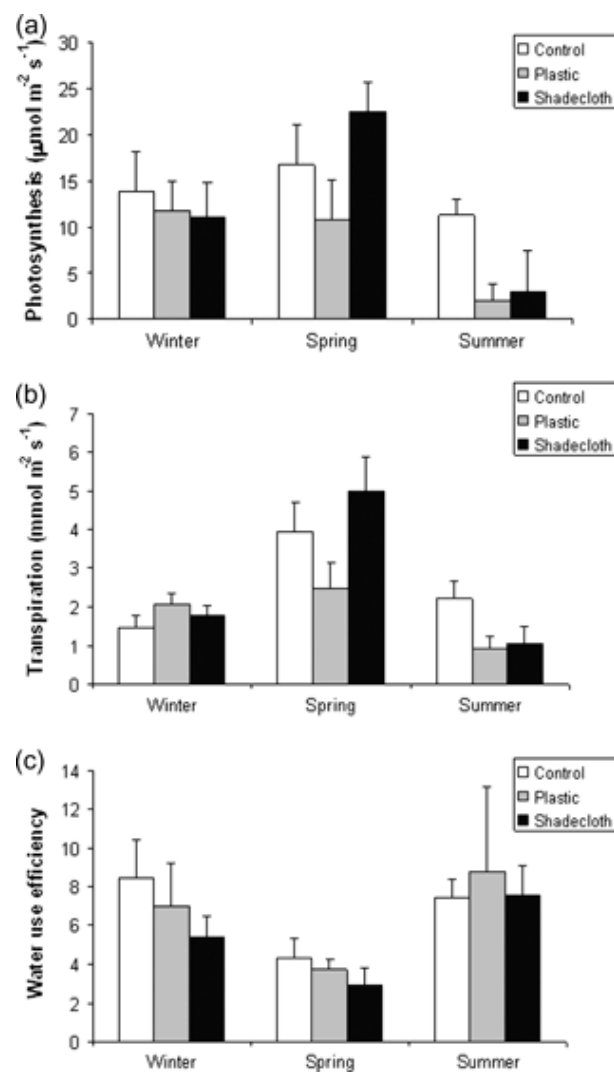 (a)
Photosynthesis (µmol m⁻² s⁻¹)
30
25
20
15
10
5
0
Winter Spring Summer
Control
Plastic
Shadecloth
(b)
Transpiration (mmol m⁻² s⁻¹)
7
6
5
4
3
2
1
0
Winter Spring Summer
Control
Plastic
Shadecloth
(c)
Water use efficiency
14
12
10
8
6
4
2
0
Winter Spring Summer
Control
Plastic
Shadecloth